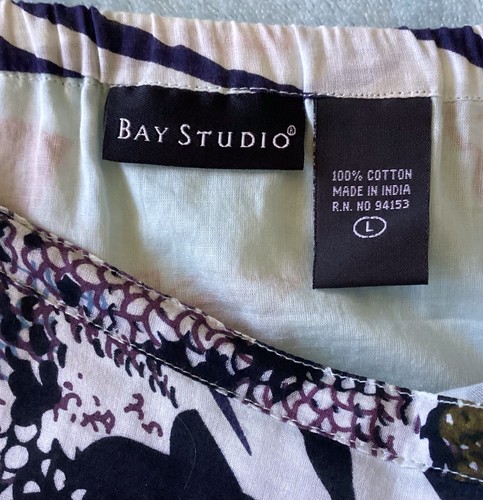 BAY STUDIO®
100% COTTON
MADE IN INDIA
R.N. NO 94153
L